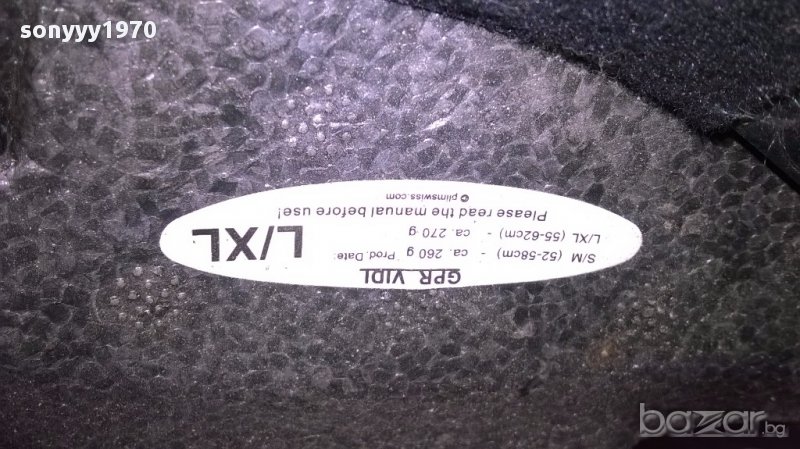 sonyyy1970
GPR VIDI
S/M (52-58cm) - ca. 260 g Prod.Date:
L/XL (55-62cm) - ca. 270 g
L/XL
Please read the manual before use!
© plimswiss.com
bazar.bg